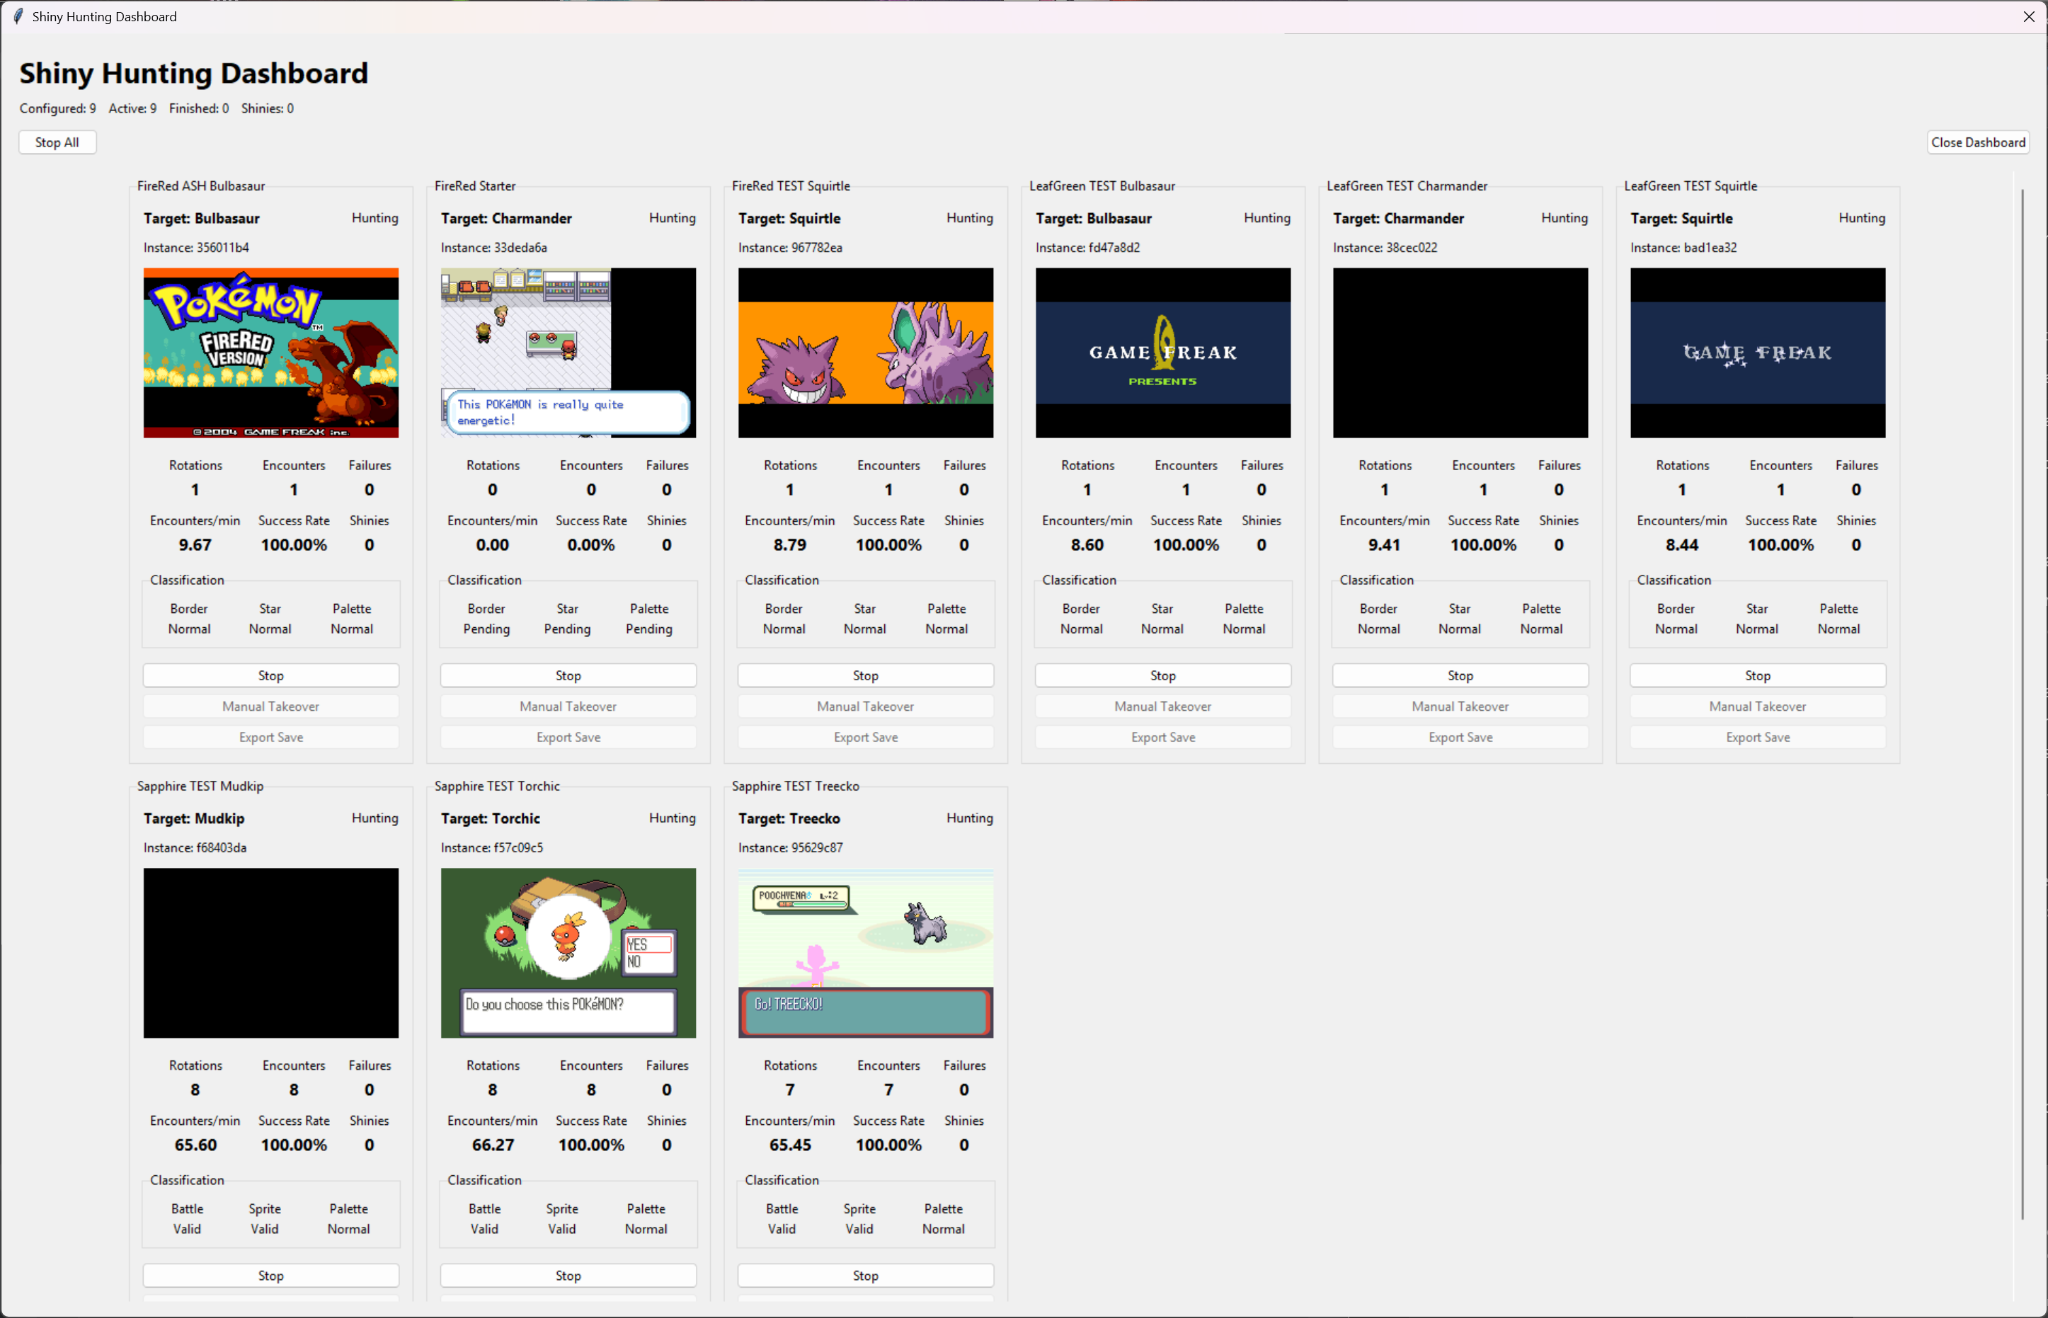 Shiny Hunting Dashboard
Shiny Hunting Dashboard
Configured: 9 Active: 9 Finished: 0 Shinies: 0
Stop All
Close Dashboard
FireRed ASH Bulbasaur
Target: Bulbasaur Hunting
Instance: 356011b4
POKéMON
TM
FIRERED
VERSION
© 2004 GAME FREAK inc.
Rotations Encounters Failures
1 1 0
Encounters/min Success Rate Shinies
9.67 100.00% 0
Classification
Border Star Palette
Normal Normal Normal
Stop
Manual Takeover
Export Save
FireRed Starter
Target: Charmander Hunting
Instance: 33deda6a
This POKéMON is really quite
energetic!
Rotations Encounters Failures
0 0 0
Encounters/min Success Rate Shinies
0.00 0.00% 0
Classification
Border Star Palette
Pending Pending Pending
Stop
Manual Takeover
Export Save
FireRed TEST Squirtle
Target: Squirtle Hunting
Instance: 967782ea
Rotations Encounters Failures
1 1 0
Encounters/min Success Rate Shinies
8.79 100.00% 0
Classification
Border Star Palette
Normal Normal Normal
Stop
Manual Takeover
Export Save
LeafGreen TEST Bulbasaur
Target: Bulbasaur Hunting
Instance: fd47a8d2
GAME FREAK
PRESENTS
Rotations Encounters Failures
1 1 0
Encounters/min Success Rate Shinies
8.60 100.00% 0
Classification
Border Star Palette
Normal Normal Normal
Stop
Manual Takeover
Export Save
LeafGreen TEST Charmander
Target: Charmander Hunting
Instance: 38cec022
Rotations Encounters Failures
1 1 0
Encounters/min Success Rate Shinies
9.41 100.00% 0
Classification
Border Star Palette
Normal Normal Normal
Stop
Manual Takeover
Export Save
LeafGreen TEST Squirtle
Target: Squirtle Hunting
Instance: bad1ea32
GAME FREAK
Rotations Encounters Failures
1 1 0
Encounters/min Success Rate Shinies
8.44 100.00% 0
Classification
Border Star Palette
Normal Normal Normal
Stop
Manual Takeover
Export Save
Sapphire TEST Mudkip
Target: Mudkip Hunting
Instance: f68403da
Rotations Encounters Failures
8 8 0
Encounters/min Success Rate Shinies
65.60 100.00% 0
Classification
Battle Sprite Palette
Valid Valid Normal
Stop
Sapphire TEST Torchic
Target: Torchic Hunting
Instance: f57c09c5
YES
NO
Do you choose this POKéMON?
Rotations Encounters Failures
8 8 0
Encounters/min Success Rate Shinies
66.27 100.00% 0
Classification
Battle Sprite Palette
Valid Valid Normal
Stop
Sapphire TEST Treecko
Target: Treecko Hunting
Instance: 95629c87
POOCHYENA♂ Lv:2
Go! TREECKO!
Rotations Encounters Failures
7 7 0
Encounters/min Success Rate Shinies
65.45 100.00% 0
Classification
Battle Sprite Palette
Valid Valid Normal
Stop